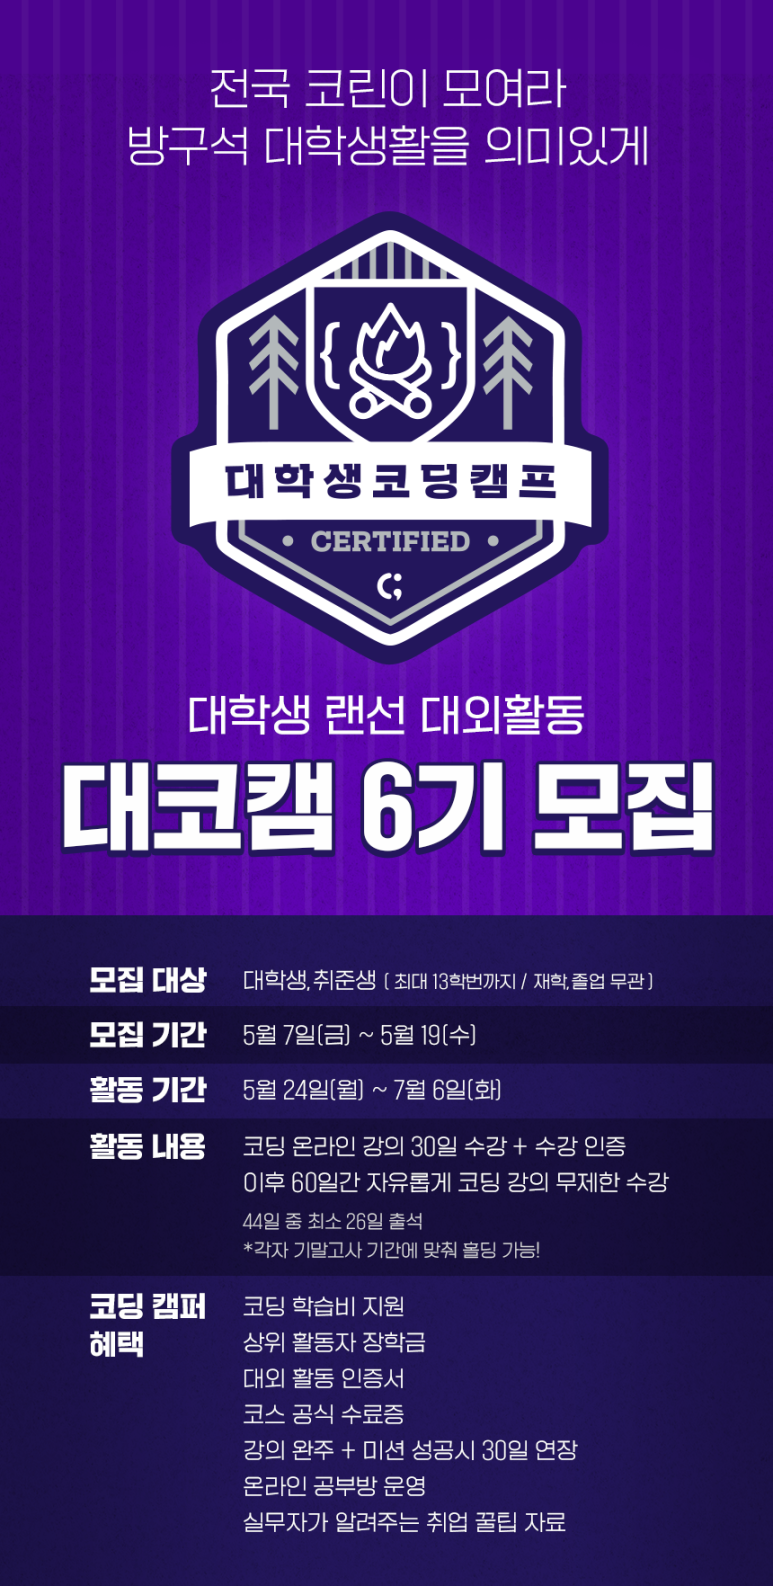 전국 코린이 모여라
방구석 대학생활을 의미있게
{ }
대학생코딩캠프
• CERTIFIED •
C;
대학생 랜선 대외활동
대코캠 6기 모집
모집 대상 대학생, 취준생 ( 최대 13학번까지 / 재학,졸업 무관 )
모집 기간 5월 7일(금) ~ 5월 19(수)
활동 기간 5월 24일(월) ~ 7월 6일(화)
활동 내용 코딩 온라인 강의 30일 수강 + 수강 인증
이후 60일간 자유롭게 코딩 강의 무제한 수강
44일 중 최소 26일 출석
*각자 기말고사 기간에 맞춰 홀딩 가능!
코딩 캠퍼 코딩 학습비 지원
혜택 상위 활동자 장학금
대외 활동 인증서
코스 공식 수료증
강의 완주 + 미션 성공시 30일 연장
온라인 공부방 운영
실무자가 알려주는 취업 꿀팁 자료